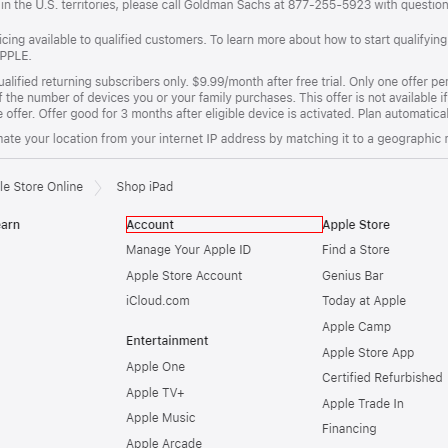 in the U.S. territories, please call Goldman Sachs at 877-255-5923 with question
icing available to qualified customers. To learn more about how to start qualifying
PPLE.
ualified returning subscribers only. $9.99/month after free trial. Only one offer per
f the number of devices you or your family purchases. This offer is not available if
e offer. Offer good for 3 months after eligible device is activated. Plan automatical
nate your location from your internet IP address by matching it to a geographic r
le Store Online
Shop iPad
earn
Account
Apple Store
Manage Your Apple ID
Find a Store
Apple Store Account
Genius Bar
iCloud.com
Today at Apple
Apple Camp
Entertainment
Apple Store App
Apple One
Certified Refurbished
Apple TV+
Apple Trade In
Apple Music
Financing
Apple Arcade